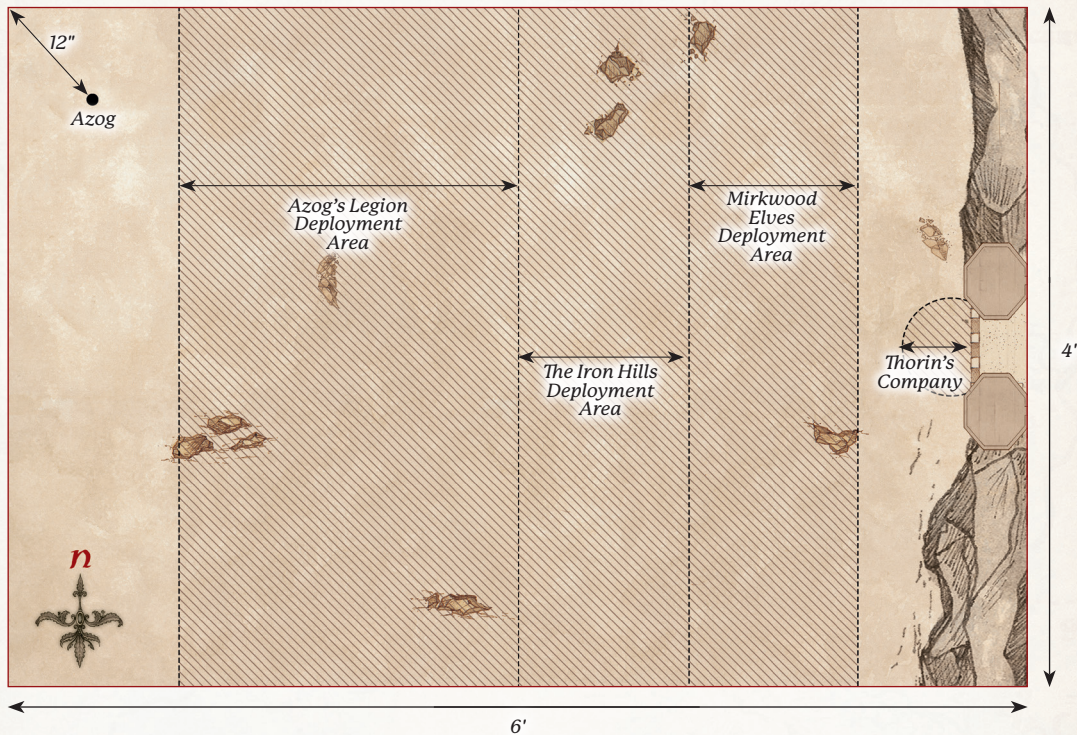 12"
Azog
Azog's Legion
Deployment
Area
Mirkwood
Elves
Deployment
Area
The Iron Hills
Deployment
Area
Thorin's
Company
4'
n
6'